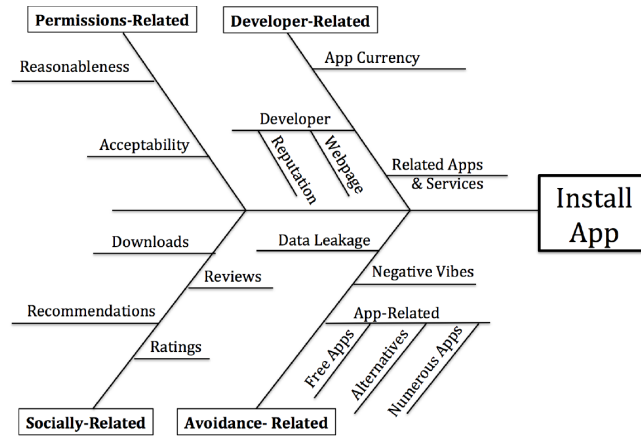 Permissions-Related
Developer-Related
Reasonableness
App Currency
Developer
Acceptability
Reputation
Webpage
Related Apps
& Services
Install
App
Downloads
Data Leakage
Reviews
Negative Vibes
Recommendations
App-Related
Ratings
Free Apps
Alternatives
Numerous Apps
Socially-Related
Avoidance- Related